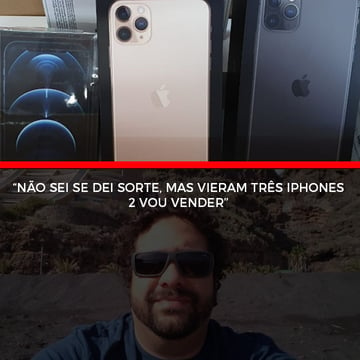 “NÃO SEI SE DEI SORTE, MAS VIERAM TRÊS IPHONES
2 VOU VENDER”